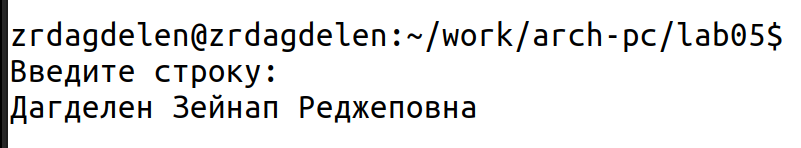 zrdagdelen@zrdagdelen:~/work/arch-pc/lab05$
Введите строку:
Дагделен Зейнап Реджеповна